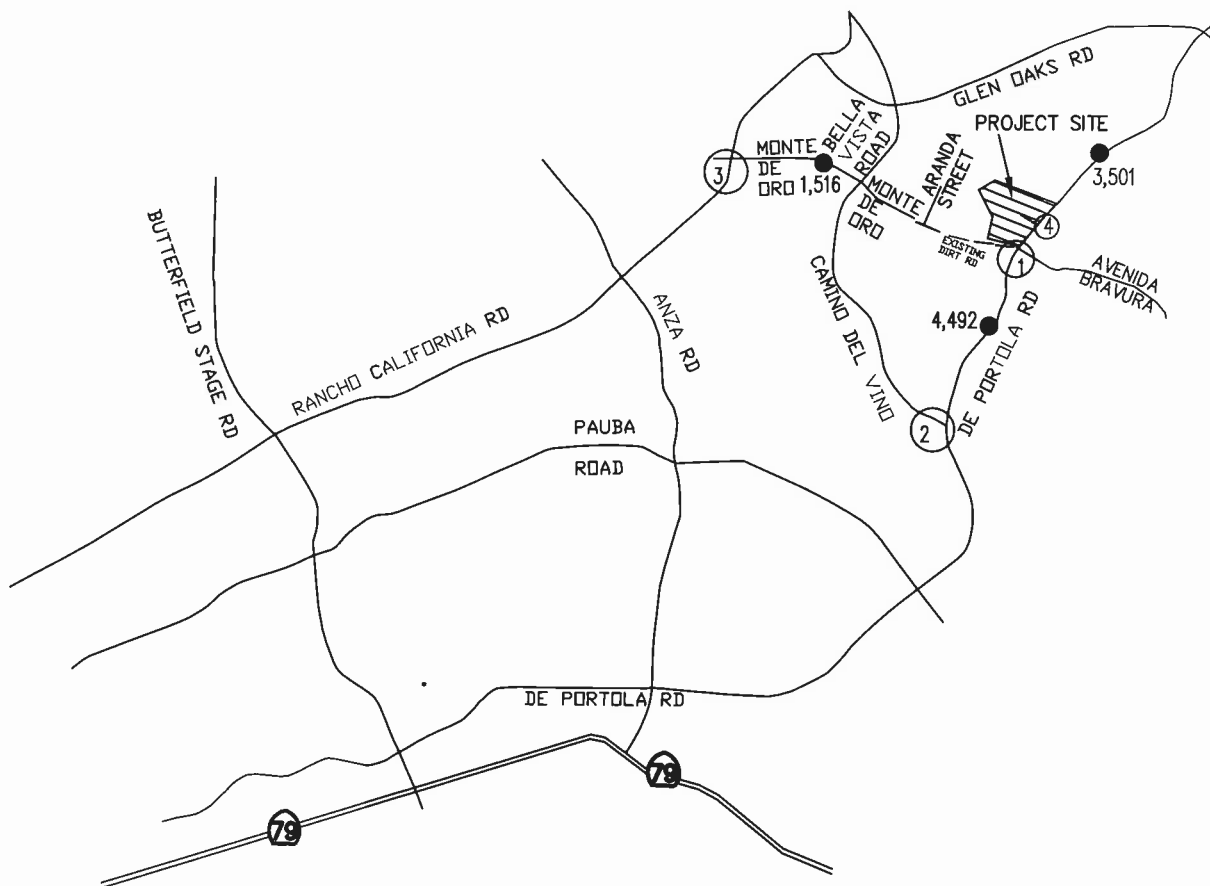 GLEN OAKS RD
PROJECT SITE
MONTE
DE
ORO
BELLA
VISTA
ROAD
1,516
3
3,501
MONTE
DE
ORO
ARANDA
STREET
4
EXISTING
DIRT RD
1
AVENIDA
BRAVURA
BUTTERFIELD STAGE RD
RANCHO CALIFORNIA RD
ANZA RD
CAMINO DEL VINO
4,492
DE PORTOLA RD
2
PAUBA
ROAD
DE PORTOLA RD
79
79